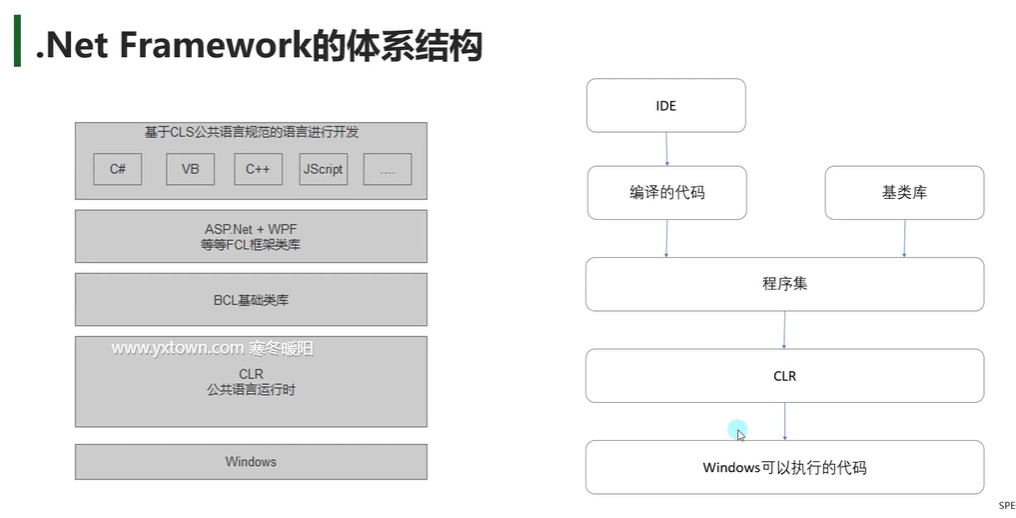 .Net Framework的体系结构
基于CLS公共语言规范的语言进行开发
C#
VB
C++
JScript
....
ASP.Net + WPF
等等FCL框架类库
BCL基础类库
www.yxtown.com 寒冬暖阳
CLR
公共语言运行时
Windows
IDE
编译的代码
基类库
程序集
CLR
Windows可以执行的代码
SPE